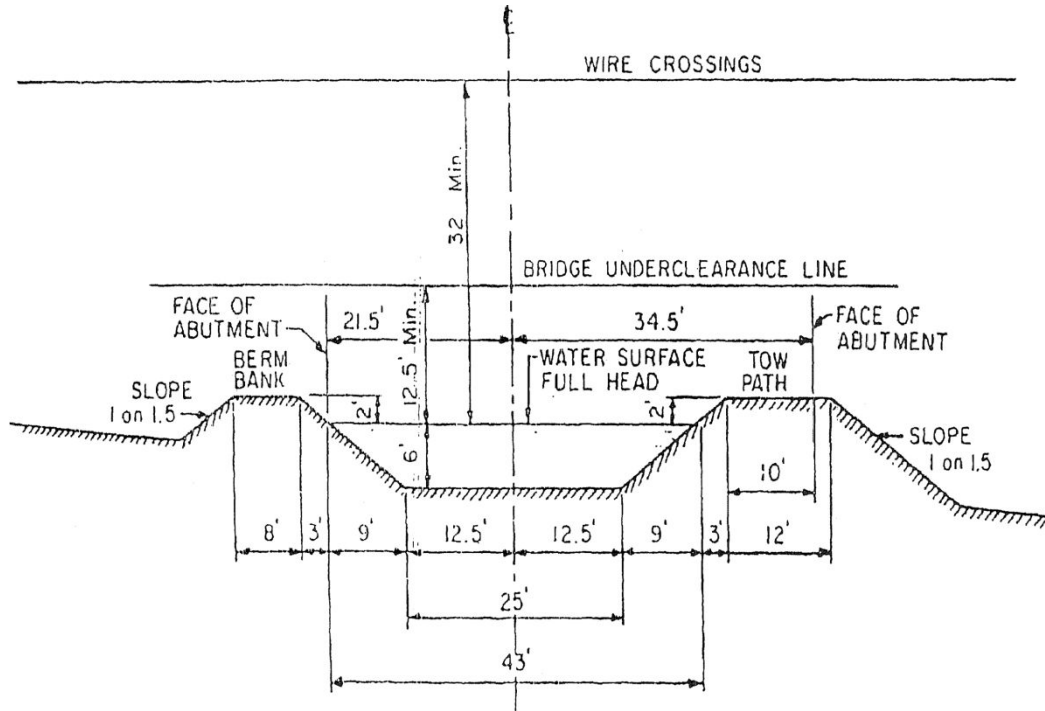 ℄
WIRE CROSSINGS
32 Min.
BRIDGE UNDERCLEARANCE LINE
FACE OF
ABUTMENT
21.5'
34.5'
FACE OF
ABUTMENT
12.5' Min.
BERM
BANK
WATER SURFACE
FULL HEAD
TOW
PATH
SLOPE
1 on 1.5
2'
2'
SLOPE
1 on 1.5
6'
10'
8'
3'
9'
12.5'
12.5'
9'
3'
12'
25'
43'